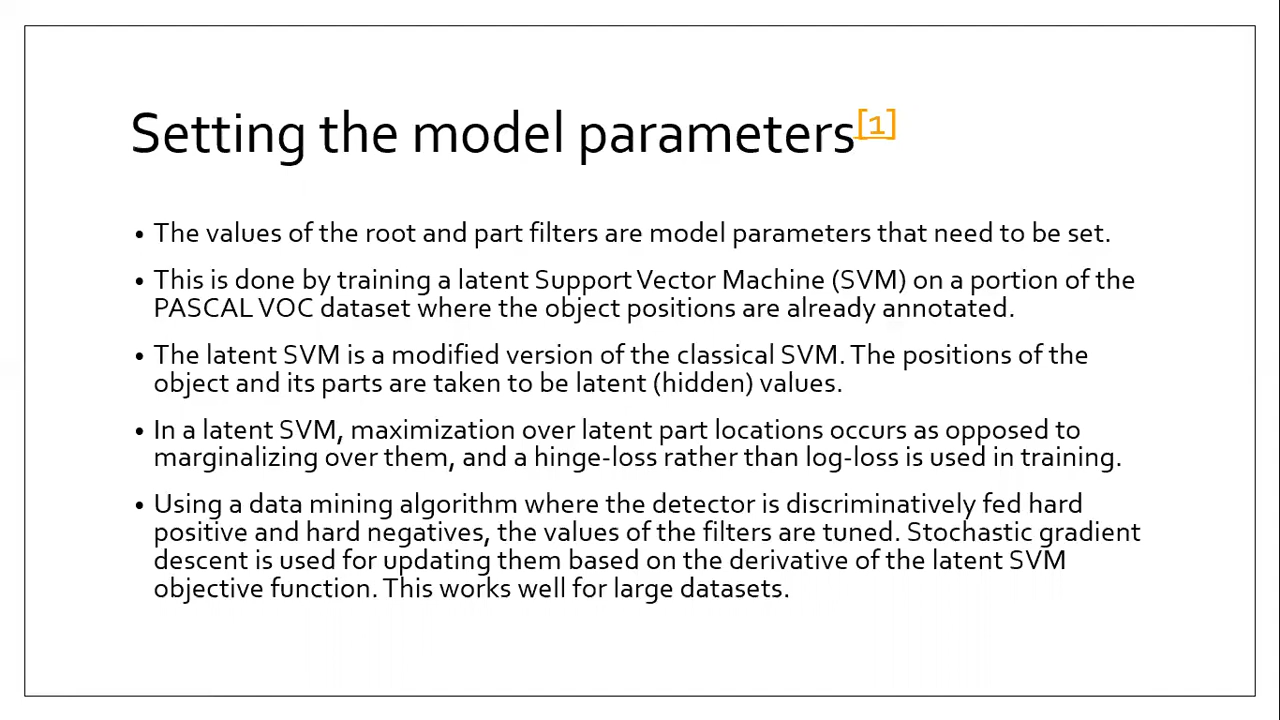 Setting the model parameters[1]
• The values of the root and part filters are model parameters that need to be set.
• This is done by training a latent Support Vector Machine (SVM) on a portion of the
PASCAL VOC dataset where the object positions are already annotated.
• The latent SVM is a modified version of the classical SVM. The positions of the
object and its parts are taken to be latent (hidden) values.
• In a latent SVM, maximization over latent part locations occurs as opposed to
marginalizing over them, and a hinge-loss rather than log-loss is used in training.
• Using a data mining algorithm where the detector is discriminatively fed hard
positive and hard negatives, the values of the filters are tuned. Stochastic gradient
descent is used for updating them based on the derivative of the latent SVM
objective function. This works well for large datasets.